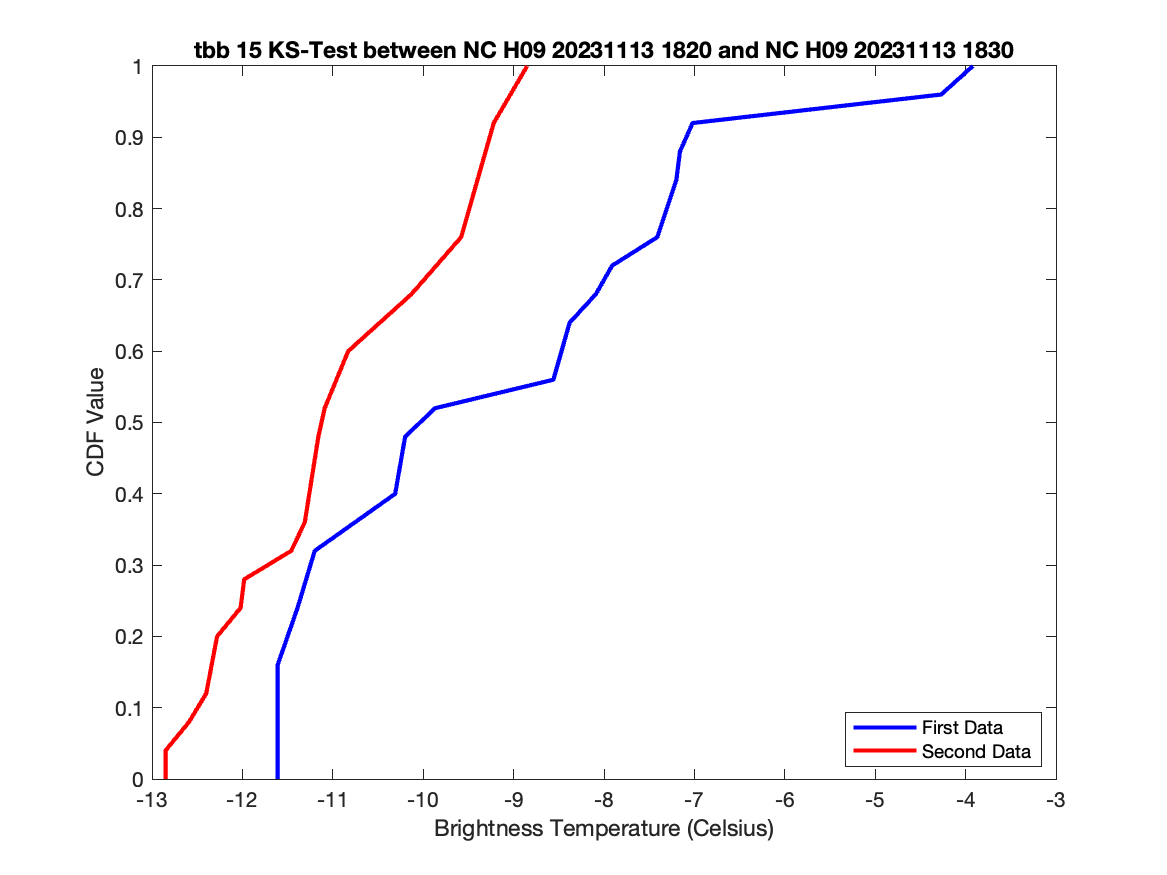 tbb 15 KS-Test between NC H09 20231113 1820 and NC H09 20231113 1830
1
0.9
0.8
0.7
0.6
0.5
0.4
0.3
0.2
0.1
0
CDF Value
First Data
Second Data
-13 -12 -11 -10 -9 -8 -7 -6 -5 -4 -3
Brightness Temperature (Celsius)